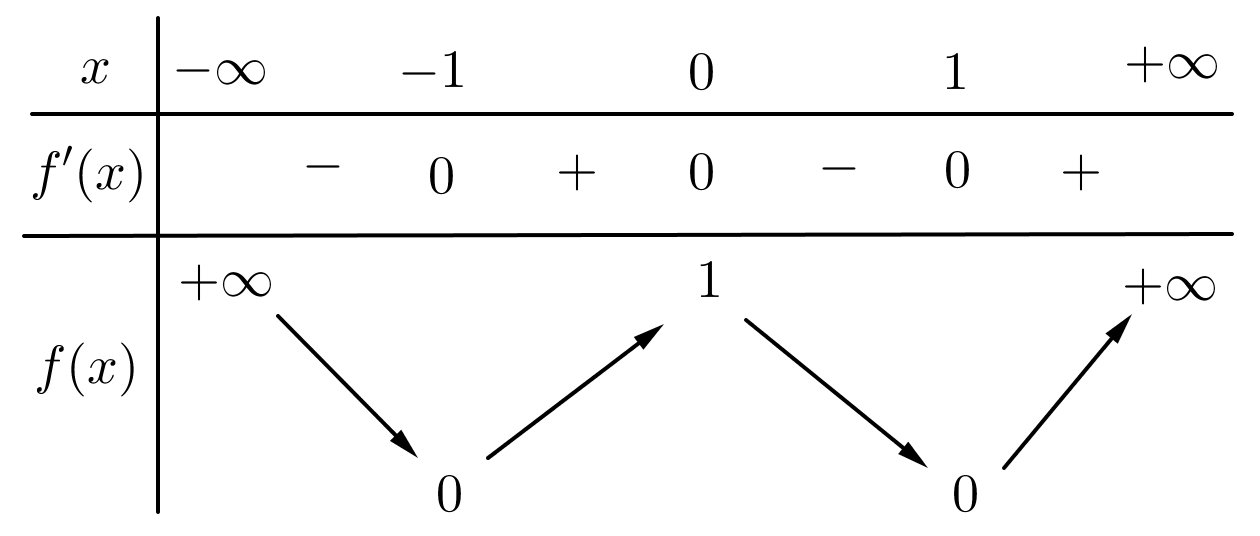 x −∞ −1 0 1 +∞
f′(x) − 0 + 0 − 0 +
+∞ 1 +∞
f(x)
0 0